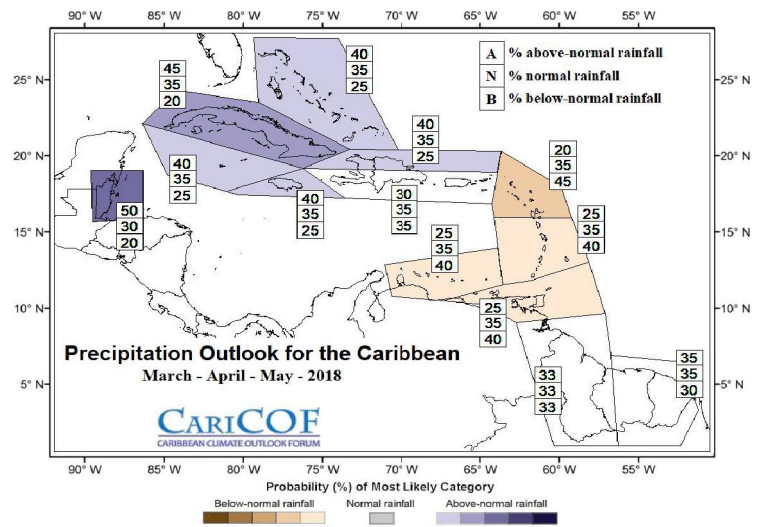 90° W 85° W 80° W 75° W 70° W 65° W 60° W 55° W
A % above-normal rainfall
N % normal rainfall
B % below-normal rainfall
25° N
20° N
15° N
10° N
5° N
25° N
20° N
15° N
10° N
5° N
45
35
20
40
35
25
40
35
25
20
35
45
40
35
25
50
30
20
40
35
25
30
35
35
25
35
40
25
35
40
25
35
40
33
33
33
35
35
30
Precipitation Outlook for the Caribbean
March - April - May - 2018
CARICOF
CARIBBEAN CLIMATE OUTLOOK FORUM
90° W 85° W 80° W 75° W 70° W 65° W 60° W 55° W
Probability (%) of Most Likely Category
Below-normal rainfall Normal rainfall Above-normal rainfall